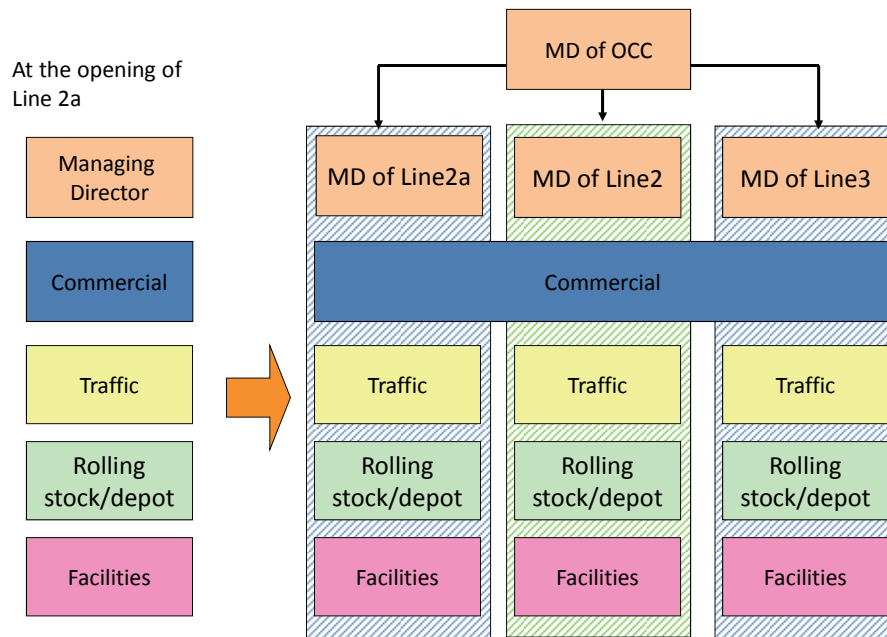 At the opening of
Line 2a
Managing
Director
Commercial
Traffic
Rolling
stock/depot
Facilities
MD of OCC
MD of Line2a
MD of Line2
MD of Line3
Commercial
Traffic
Traffic
Traffic
Rolling
stock/depot
Rolling
stock/depot
Rolling
stock/depot
Facilities
Facilities
Facilities